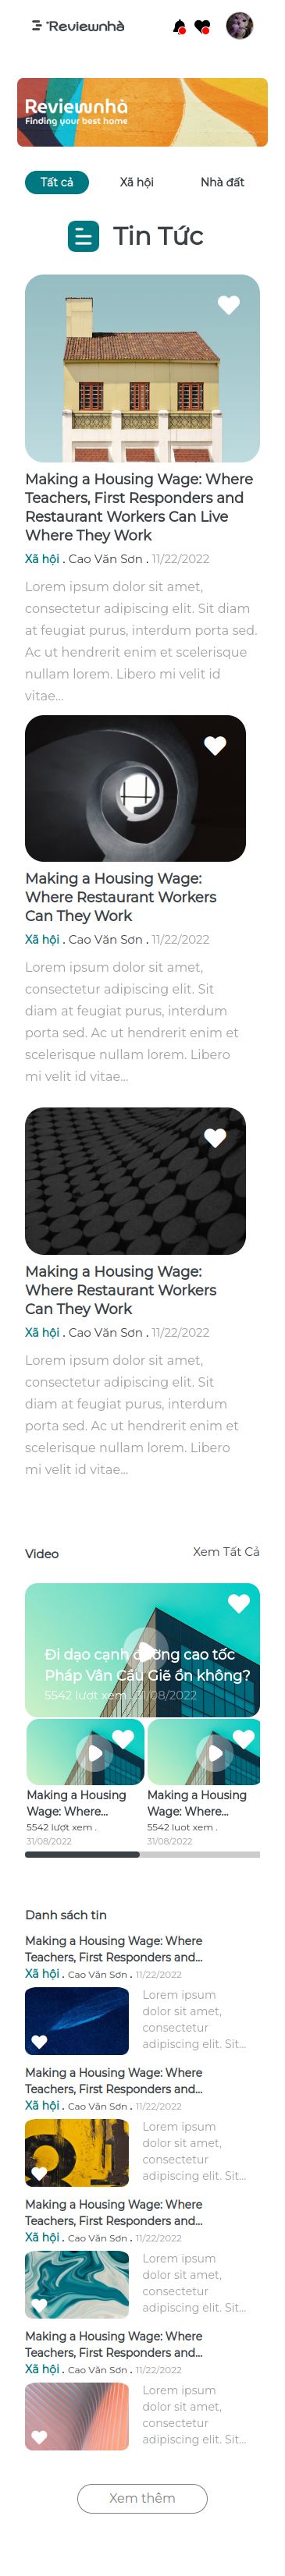 Reviewnhà
Reviewnhà
Finding your best home
Tất cả
Xã hội
Nhà đất
Tin Tức
Making a Housing Wage: Where
Teachers, First Responders and
Restaurant Workers Can Live
Where They Work
Xã hội . Cao Văn Sơn . 11/22/2022
Lorem ipsum dolor sit amet,
consectetur adipiscing elit. Sit diam
at feugiat purus, interdum porta sed.
Ac ut hendrerit enim et scelerisque
nullam lorem. Libero mi velit id
vitae...
Making a Housing Wage:
Where Restaurant Workers
Can They Work
Xã hội . Cao Văn Sơn . 11/22/2022
Lorem ipsum dolor sit amet,
consectetur adipiscing elit. Sit
diam at feugiat purus, interdum
porta sed. Ac ut hendrerit enim et
scelerisque nullam lorem. Libero
mi velit id vitae...
Making a Housing Wage:
Where Restaurant Workers
Can They Work
Xã hội . Cao Văn Sơn . 11/22/2022
Lorem ipsum dolor sit amet,
consectetur adipiscing elit. Sit
diam at feugiat purus, interdum
porta sed. Ac ut hendrerit enim et
scelerisque nullam lorem. Libero
mi velit id vitae...
Video
Xem Tất Cả
Đi dạo cạnh đường cao tốc
Pháp Vân Cầu Giẽ ổn không?
5542 lượt xem . 31/08/2022
Making a Housing
Wage: Where...
5542 lượt xem .
31/08/2022
Making a Housing
Wage: Where...
5542 luot xem .
31/08/2022
Danh sách tin
Making a Housing Wage: Where
Teachers, First Responders and...
Xã hội . Cao Văn Sơn . 11/22/2022
Lorem ipsum
dolor sit amet,
consectetur
adipiscing elit. Sit...
Making a Housing Wage: Where
Teachers, First Responders and...
Xã hội . Cao Văn Sơn . 11/22/2022
Lorem ipsum
dolor sit amet,
consectetur
adipiscing elit. Sit...
Making a Housing Wage: Where
Teachers, First Responders and...
Xã hội . Cao Văn Sơn . 11/22/2022
Lorem ipsum
dolor sit amet,
consectetur
adipiscing elit. Sit...
Making a Housing Wage: Where
Teachers, First Responders and...
Xã hội . Cao Văn Sơn . 11/22/2022
Lorem ipsum
dolor sit amet,
consectetur
adipiscing elit. Sit...
Xem thêm